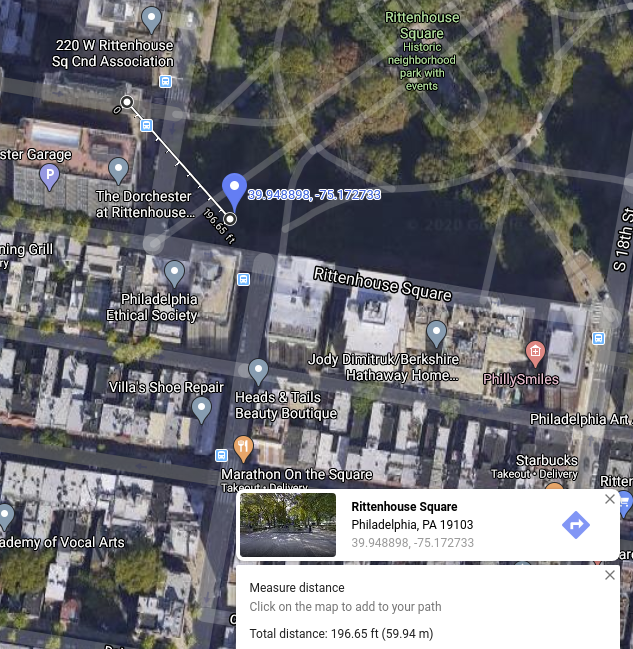 Rittenhouse
Square
Historic
neighborhood
park with
events
220 W Rittenhouse
Sq Cnd Association
0
ster Garage
P
The Dorchester
at Rittenhouse...
39.948898, -75.172733
196.65 ft
S 18th St
ning Grill
ry
Rittenhouse Square
Philadelphia
Ethical Society
Jody Dimitruk/Berkshire
Hathaway Home...
PhillySmiles
Villa's Shoe Repair
Heads & Tails
Beauty Boutique
Philadelphia Art
Marathon On the Square
Takeout • Delivery
Starbucks
Takeout • Delivery
Ritter
ademy of Vocal Arts
Rittenhouse Square
Philadelphia, PA 19103
39.948898, -75.172733
Measure distance
Click on the map to add to your path
Total distance: 196.65 ft (59.94 m)